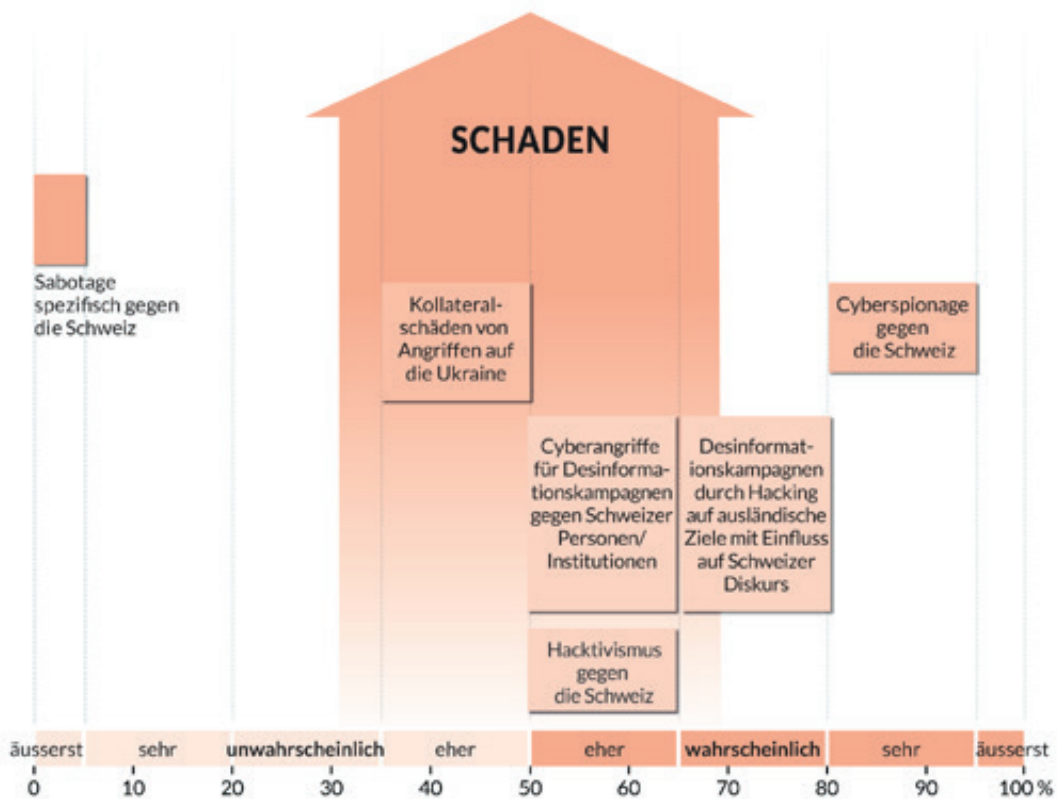 SCHADEN
Sabotage
spezifisch gegen
die Schweiz
Kollateral-
schäden von
Angriffen auf
die Ukraine
Cyberspionage
gegen
die Schweiz
Cyberangriffe
für Desinforma-
tionskampagnen
gegen Schweizer
Personen/
Institutionen
Desinformat-
ionskampagnen
durch Hacking
auf ausländische
Ziele mit Einfluss
auf Schweizer
Diskurs
Hacktivismus
gegen
die Schweiz
äusserst sehr unwahrscheinlich eher eher wahrscheinlich sehr äusserst
0 10 20 30 40 50 60 70 80 90 100 %